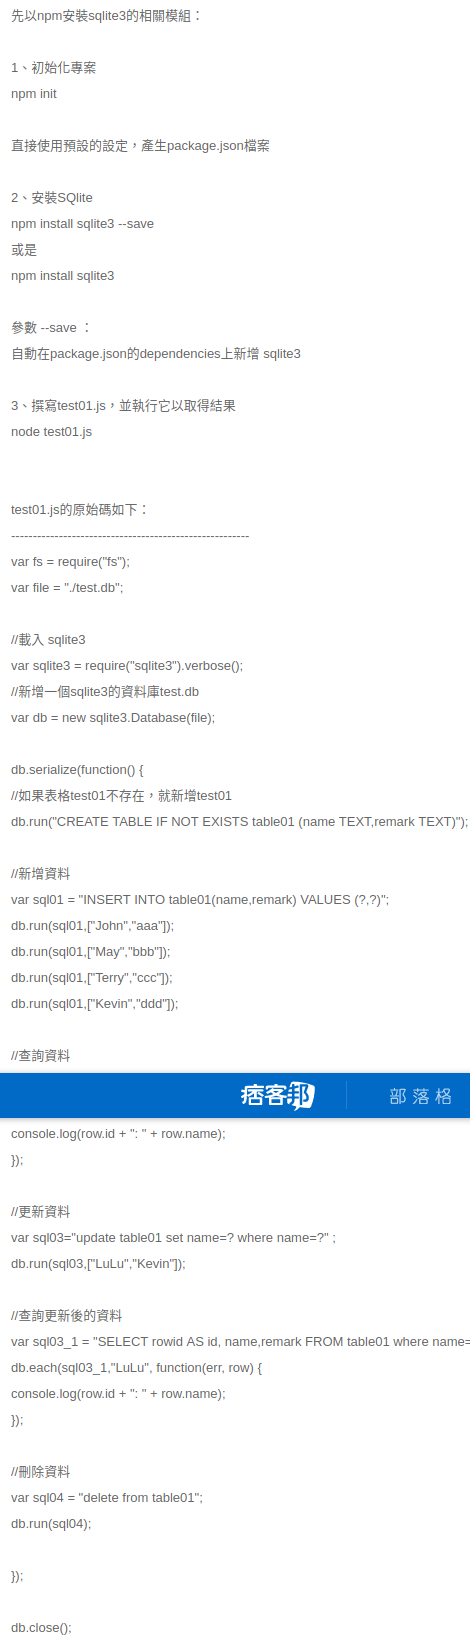 先以npm安裝sqlite3的相關模組：
1、初始化專案
npm init
直接使用預設的設定，產生package.json檔案
2、安裝SQlite
npm install sqlite3 --save
或是
npm install sqlite3
參數 --save ：
自動在package.json的dependencies上新增 sqlite3
3、撰寫test01.js，並執行它以取得結果
node test01.js
test01.js的原始碼如下：
-------------------------------------------------------
var fs = require("fs");
var file = "./test.db";
//載入 sqlite3
var sqlite3 = require("sqlite3").verbose();
//新增一個sqlite3的資料庫test.db
var db = new sqlite3.Database(file);
db.serialize(function() {
//如果表格test01不存在，就新增test01
db.run("CREATE TABLE IF NOT EXISTS table01 (name TEXT,remark TEXT)");
//新增資料
var sql01 = "INSERT INTO table01(name,remark) VALUES (?,?)";
db.run(sql01,["John","aaa"]);
db.run(sql01,["May","bbb"]);
db.run(sql01,["Terry","ccc"]);
db.run(sql01,["Kevin","ddd"]);
//查詢資料
痞客邦 部落格
console.log(row.id + ": " + row.name);
});
//更新資料
var sql03="update table01 set name=? where name=?" ;
db.run(sql03,["LuLu","Kevin"]);
//查詢更新後的資料
var sql03_1 = "SELECT rowid AS id, name,remark FROM table01 where name=
db.each(sql03_1,"LuLu", function(err, row) {
console.log(row.id + ": " + row.name);
});
//刪除資料
var sql04 = "delete from table01";
db.run(sql04);
});
db.close();